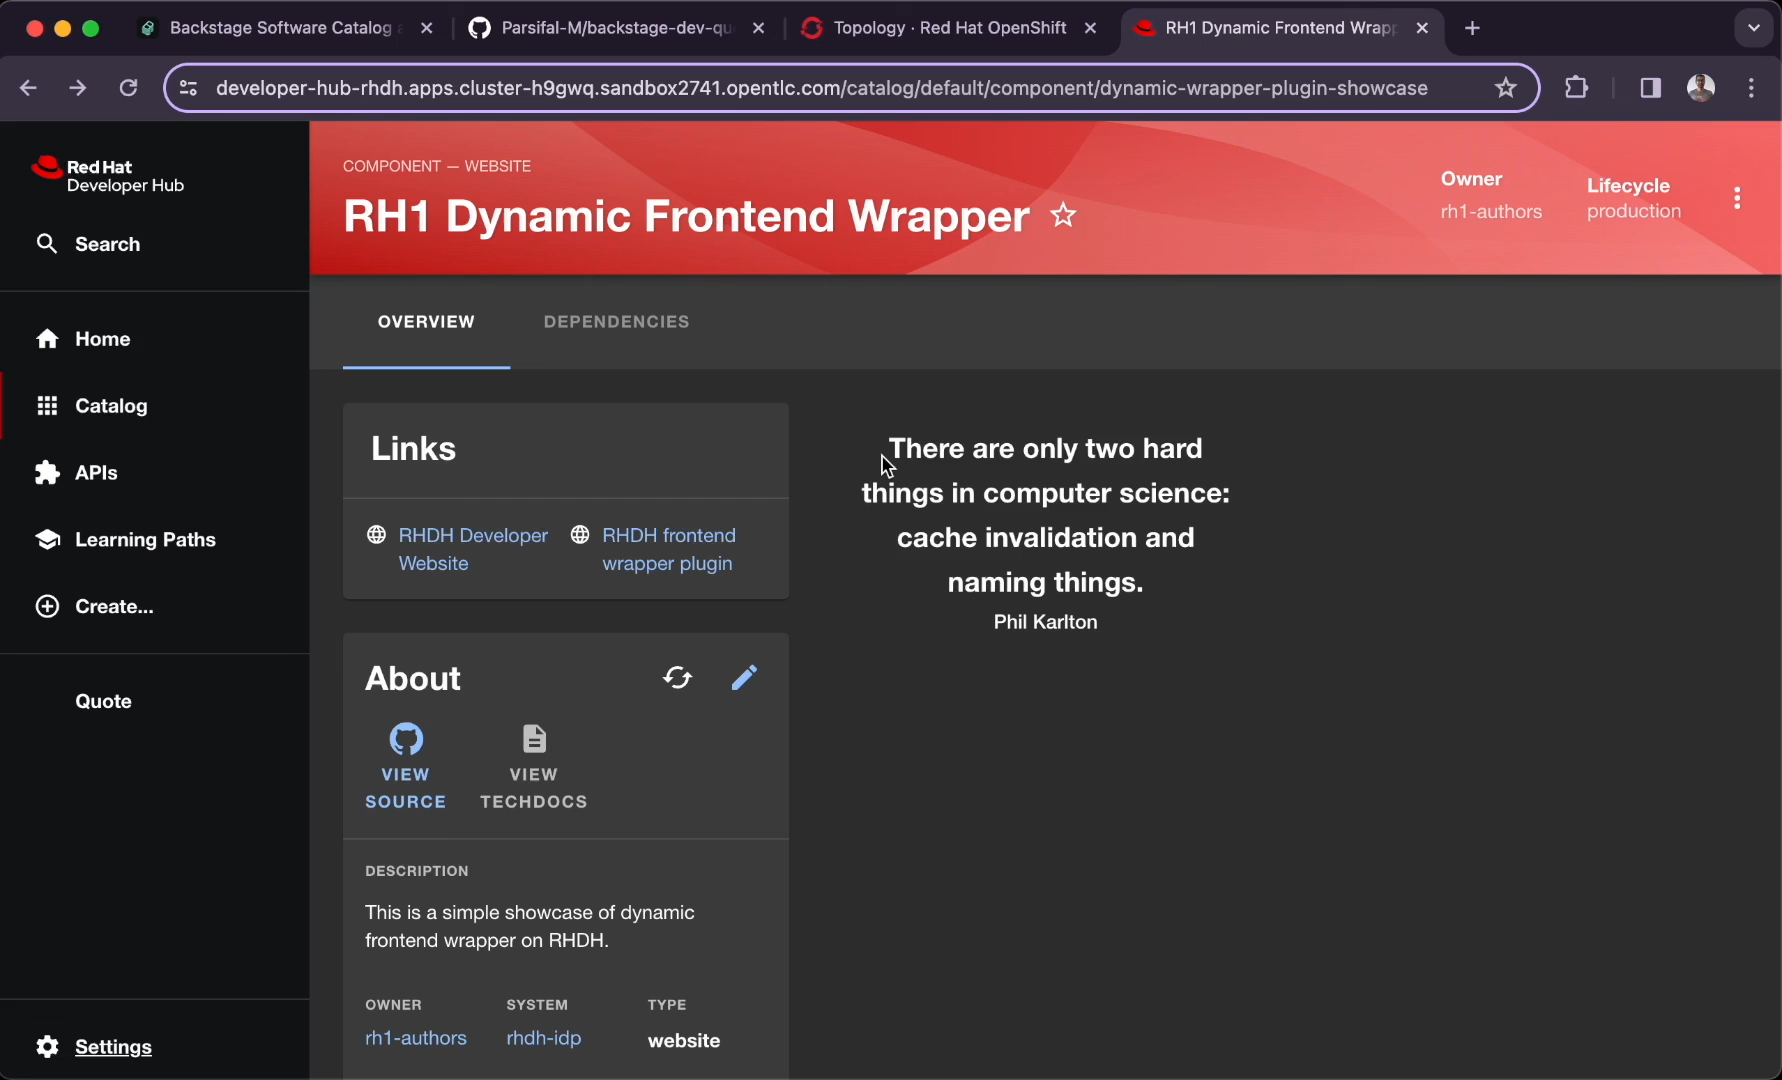 Backstage Software Catalog a
Parsifal-M/backstage-dev-qu
Topology · Red Hat OpenShift
RH1 Dynamic Frontend Wrapp
developer-hub-rhdh.apps.cluster-h9gwq.sandbox2741.opentlc.com/catalog/default/component/dynamic-wrapper-plugin-showcase
Red Hat
Developer Hub
Search
Home
Catalog
APIs
Learning Paths
Create...
Quote
Settings
COMPONENT — WEBSITE
RH1 Dynamic Frontend Wrapper
Owner
rh1-authors
Lifecycle
production
OVERVIEW
DEPENDENCIES
Links
RHDH Developer
Website
RHDH frontend
wrapper plugin
About
VIEW
SOURCE
VIEW
TECHDOCS
DESCRIPTION
This is a simple showcase of dynamic
frontend wrapper on RHDH.
OWNER
rh1-authors
SYSTEM
rhdh-idp
TYPE
website
There are only two hard
things in computer science:
cache invalidation and
naming things.
Phil Karlton